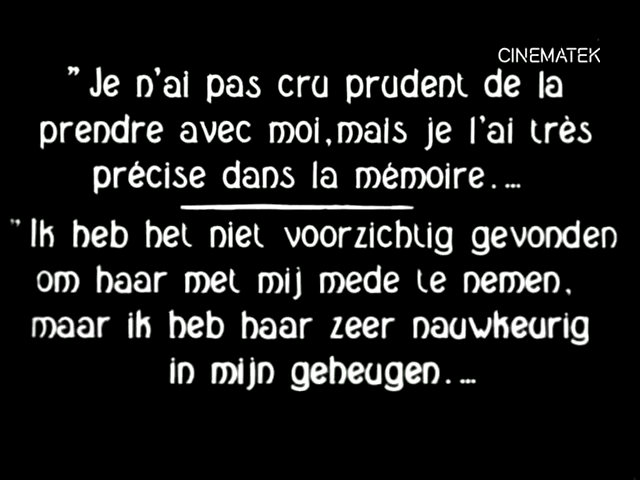 CINEMATEK
"Je n'ai pas cru prudent de la
prendre avec moi, mais je l'ai très
précise dans la mémoire....
"Ik heb het niet voorzichtig gevonden
om haar met mij mede te nemen,
maar ik heb haar zeer nauwkeurig
in mijn geheugen....